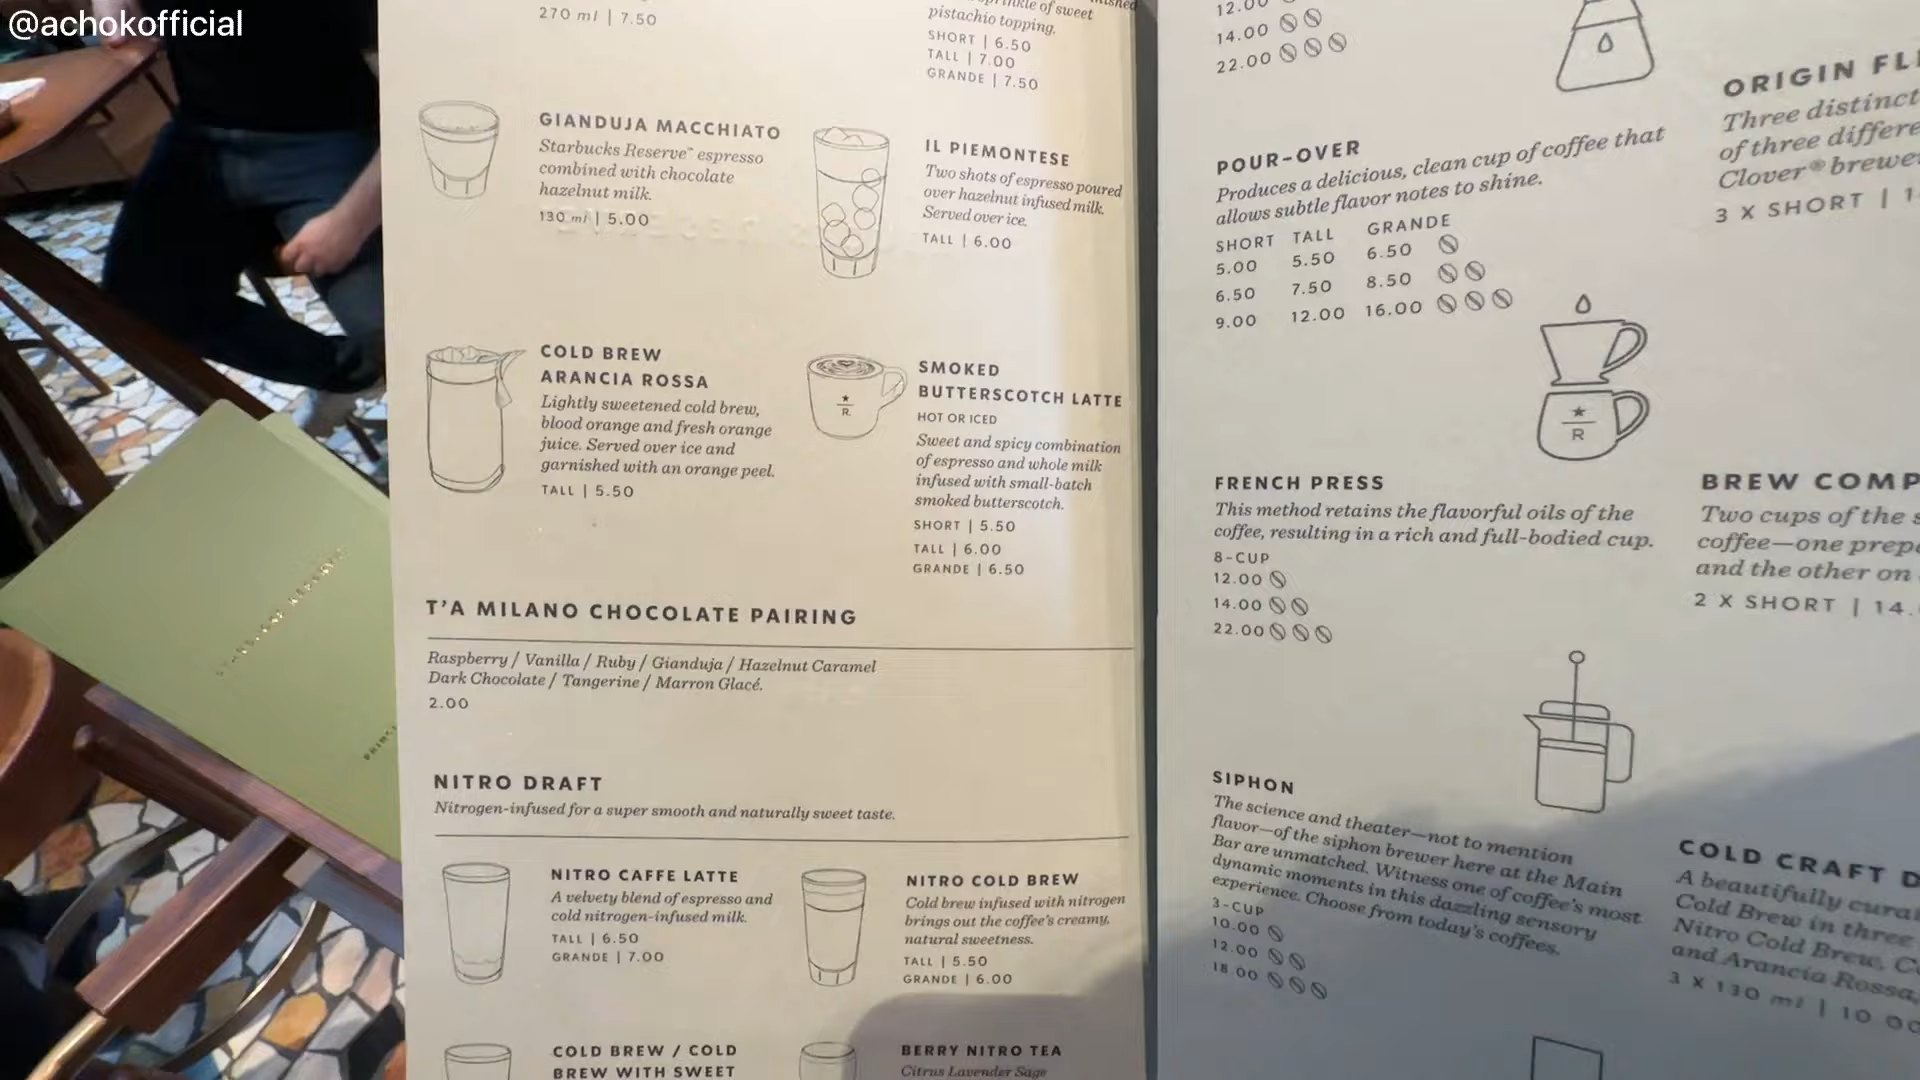 @achokofficial
270 ml | 7.50
GIANDUJA MACCHIATO
Starbucks Reserve™ espresso
combined with chocolate
hazelnut milk.
130 ml | 5.00
COLD BREW
ARANCIA ROSSA
Lightly sweetened cold brew,
blood orange and fresh orange
juice. Served over ice and
garnished with an orange peel.
TALL | 5.50
of sweet
pistachio topping.
SHORT | 6.50
TALL | 7.00
GRANDE | 7.50
IL PIEMONTESE
Two shots of espresso poured
over hazelnut infused milk.
Served over ice.
TALL | 6.00
SMOKED
BUTTERSCOTCH LATTE
HOT OR ICED
Sweet and spicy combination
of espresso and whole milk
infused with small-batch
smoked butterscotch.
SHORT | 5.50
TALL | 6.00
GRANDE | 6.50
R
T'A MILANO CHOCOLATE PAIRING
Raspberry / Vanilla / Ruby / Gianduja / Hazelnut Caramel
Dark Chocolate / Tangerine / Marron Glacé.
2.00
NITRO DRAFT
Nitrogen-infused for a super smooth and naturally sweet taste.
NITRO CAFFE LATTE
A velvety blend of espresso and
cold nitrogen-infused milk.
TALL | 6.50
GRANDE | 7.00
NITRO COLD BREW
Cold brew infused with nitrogen
brings out the coffee's creamy,
natural sweetness.
TALL | 5.50
GRANDE | 6.00
COLD BREW / COLD
BREW WITH SWEET
BERRY NITRO TEA
Citrus Lavender Sage
12.00
14.00
22.00
POUR-OVER
Produces a delicious, clean cup of coffee that
allows subtle flavor notes to shine.
SHORT TALL GRANDE
5.00 5.50 6.50
6.50 7.50 8.50
9.00 12.00 16.00
R
FRENCH PRESS
This method retains the flavorful oils of the
coffee, resulting in a rich and full-bodied cup.
8-CUP
12.00
14.00
22.00
SIPHON
The science and theater—not to mention
flavor—of the siphon brewer here at the Main
Bar are unmatched. Witness one of coffee's most
dynamic moments in this dazzling sensory
experience. Choose from today's coffees.
3-CUP
10.00
12.00
18.00
ORIGIN FL
Three distinct
of three differe
Clover® brewe
3 X SHORT | 1
BREW COMP
Two cups of the s
coffee—one prep
and the other on
2 X SHORT | 14.
COLD CRAFT D
A beautifully cura
Cold Brew in three
Nitro Cold Brew, C
and Arancia Rossa,
3 X 130 ml | 10.00